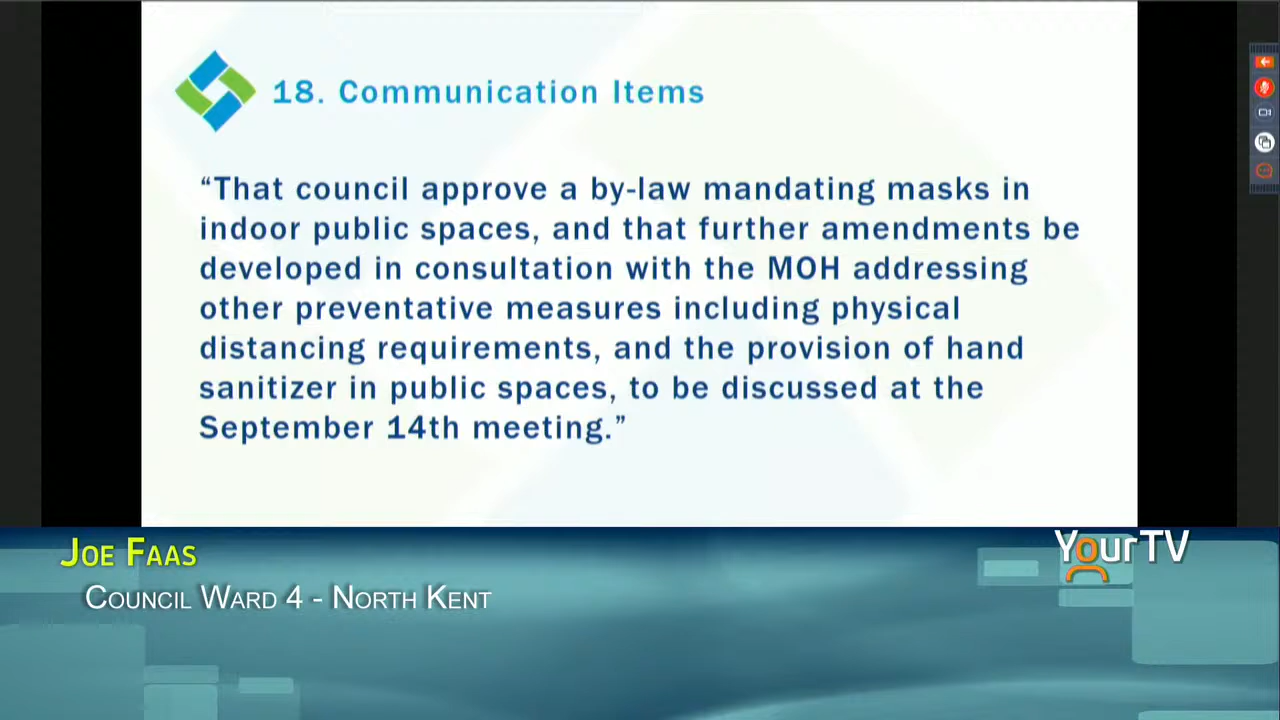 18. Communication Items
“That council approve a by-law mandating masks in
indoor public spaces, and that further amendments be
developed in consultation with the MOH addressing
other preventative measures including physical
distancing requirements, and the provision of hand
sanitizer in public spaces, to be discussed at the
September 14th meeting.”
Joe Faas
YourTV
Council Ward 4 - North Kent